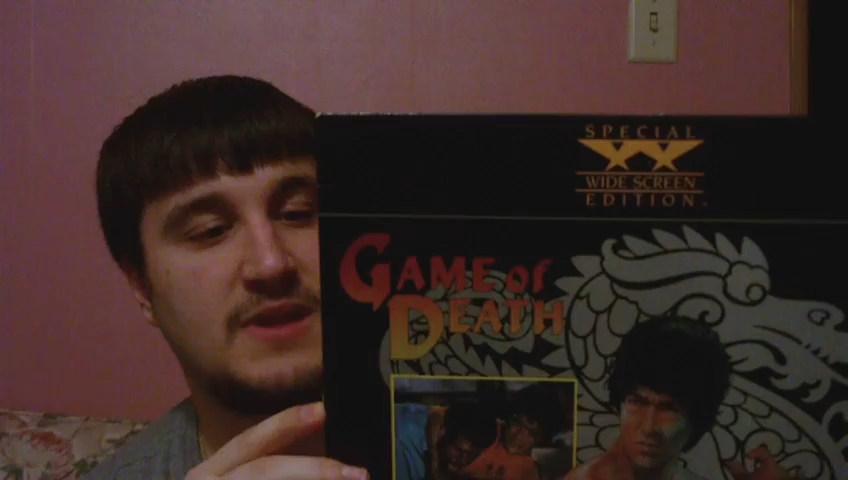 SPECIAL
WIDE SCREEN
EDITION
GAME OF
DEATH